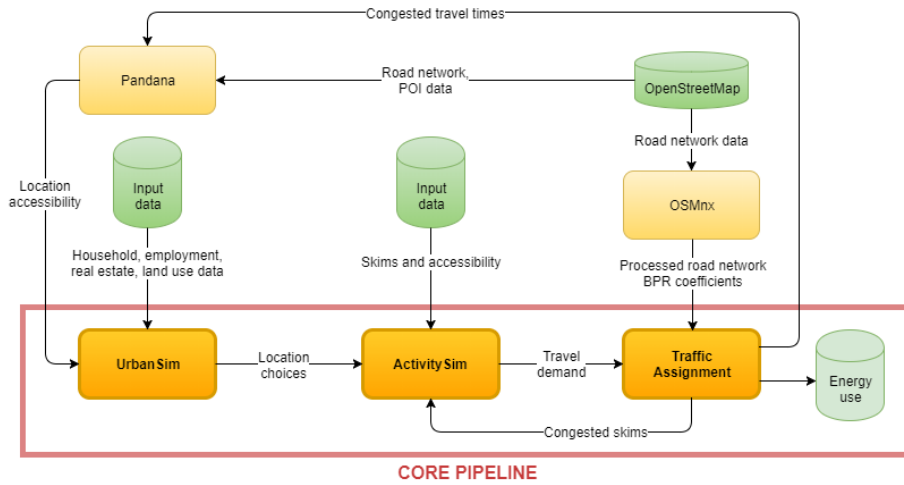 Congested travel times
Pandana
Road network,
POI data
OpenStreetMap
Road network data
Location
accessibility
Input
data
Input
data
OSMnx
Household, employment,
real estate, land use data
Skims and accessibility
Processed road network
BPR coefficients
UrbanSim
Location
choices
ActivitySim
Travel
demand
Traffic
Assignment
Energy
use
Congested skims
CORE PIPELINE